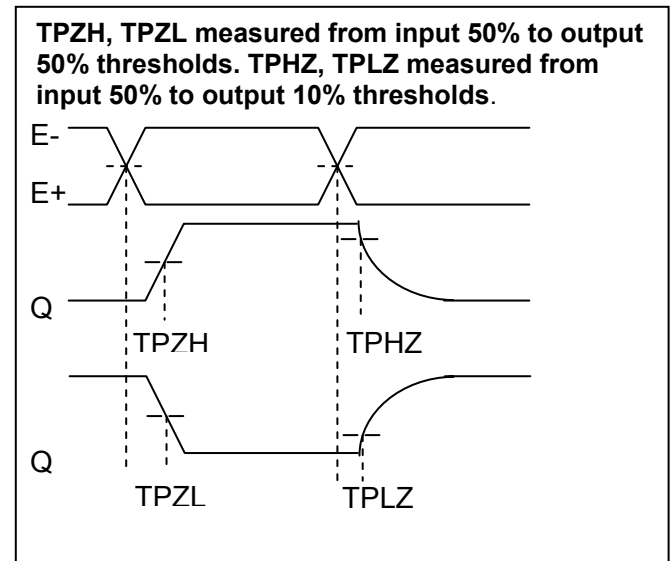 TPZH, TPZL measured from input 50% to output
50% thresholds. TPHZ, TPLZ measured from
input 50% to output 10% thresholds.
E-
E+
Q
TPZH
TPHZ
Q
TPZL
TPLZ